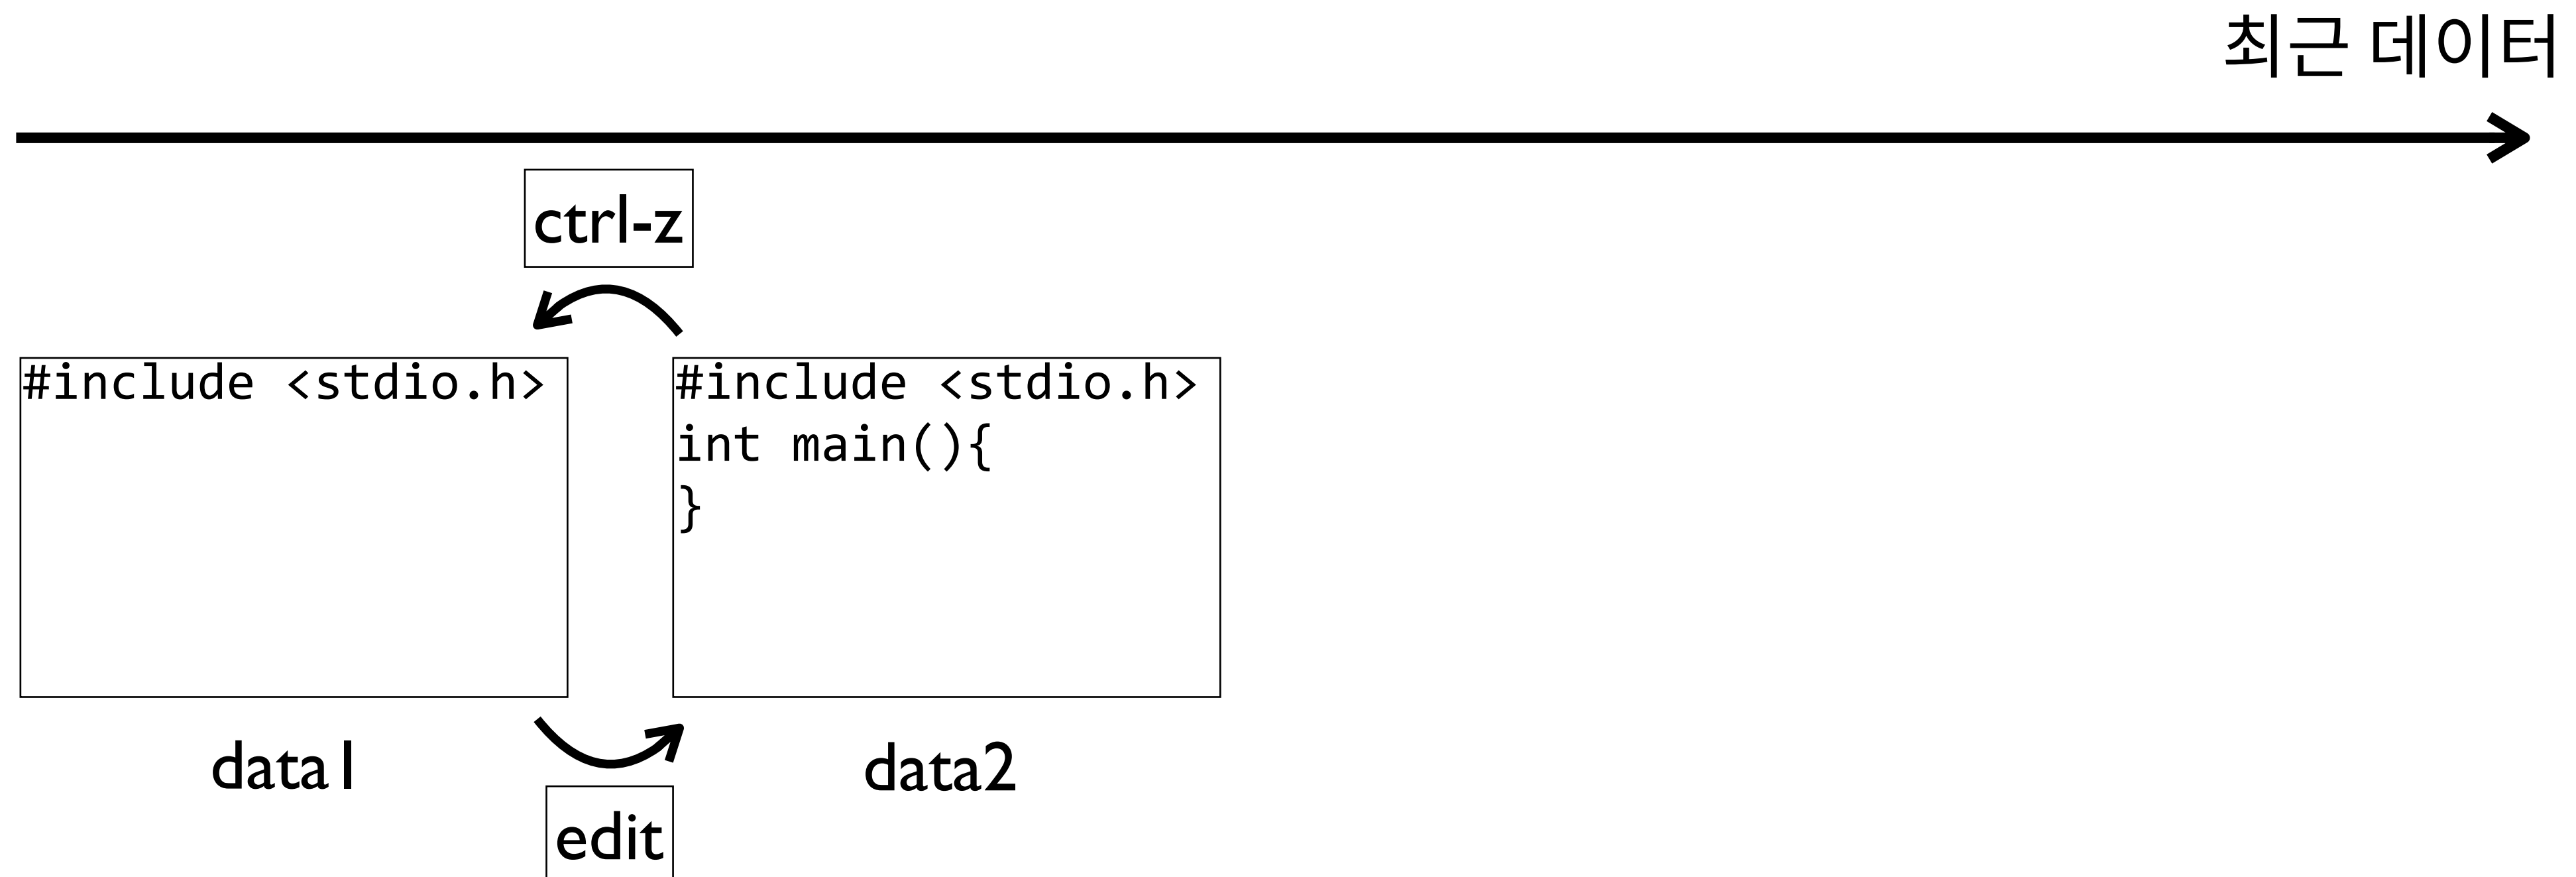 최근 데이터
ctrl-z
#include <stdio.h>
#include <stdio.h>
int main(){
}
data1
data2
edit